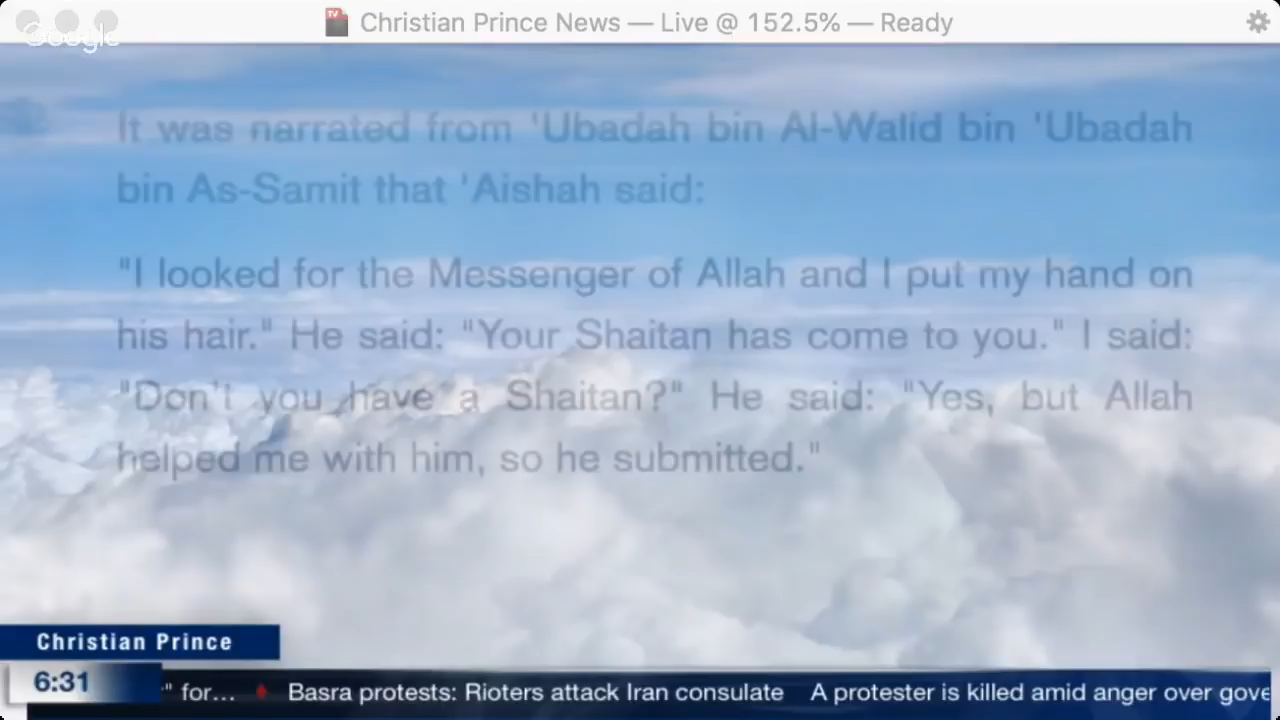 Christian Prince News — Live @ 152.5% — Ready
Google
It was narrated from 'Ubadah bin Al-Walid bin 'Ubadah
bin As-Samit that 'Aishah said:
"I looked for the Messenger of Allah and I put my hand on
his hair." He said: "Your Shaitan has come to you." I said:
"Don't you have a Shaitan?" He said: "Yes, but Allah
helped me with him, so he submitted."
Christian Prince
6:31
" for... Basra protests: Rioters attack Iran consulate A protester is killed amid anger over gove